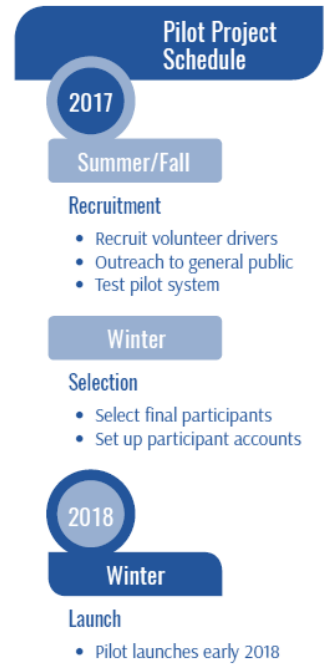 Pilot Project
Schedule
2017
Summer/Fall
Recruitment
• Recruit volunteer drivers
• Outreach to general public
• Test pilot system
Winter
Selection
• Select final participants
• Set up participant accounts
2018
Winter
Launch
• Pilot launches early 2018